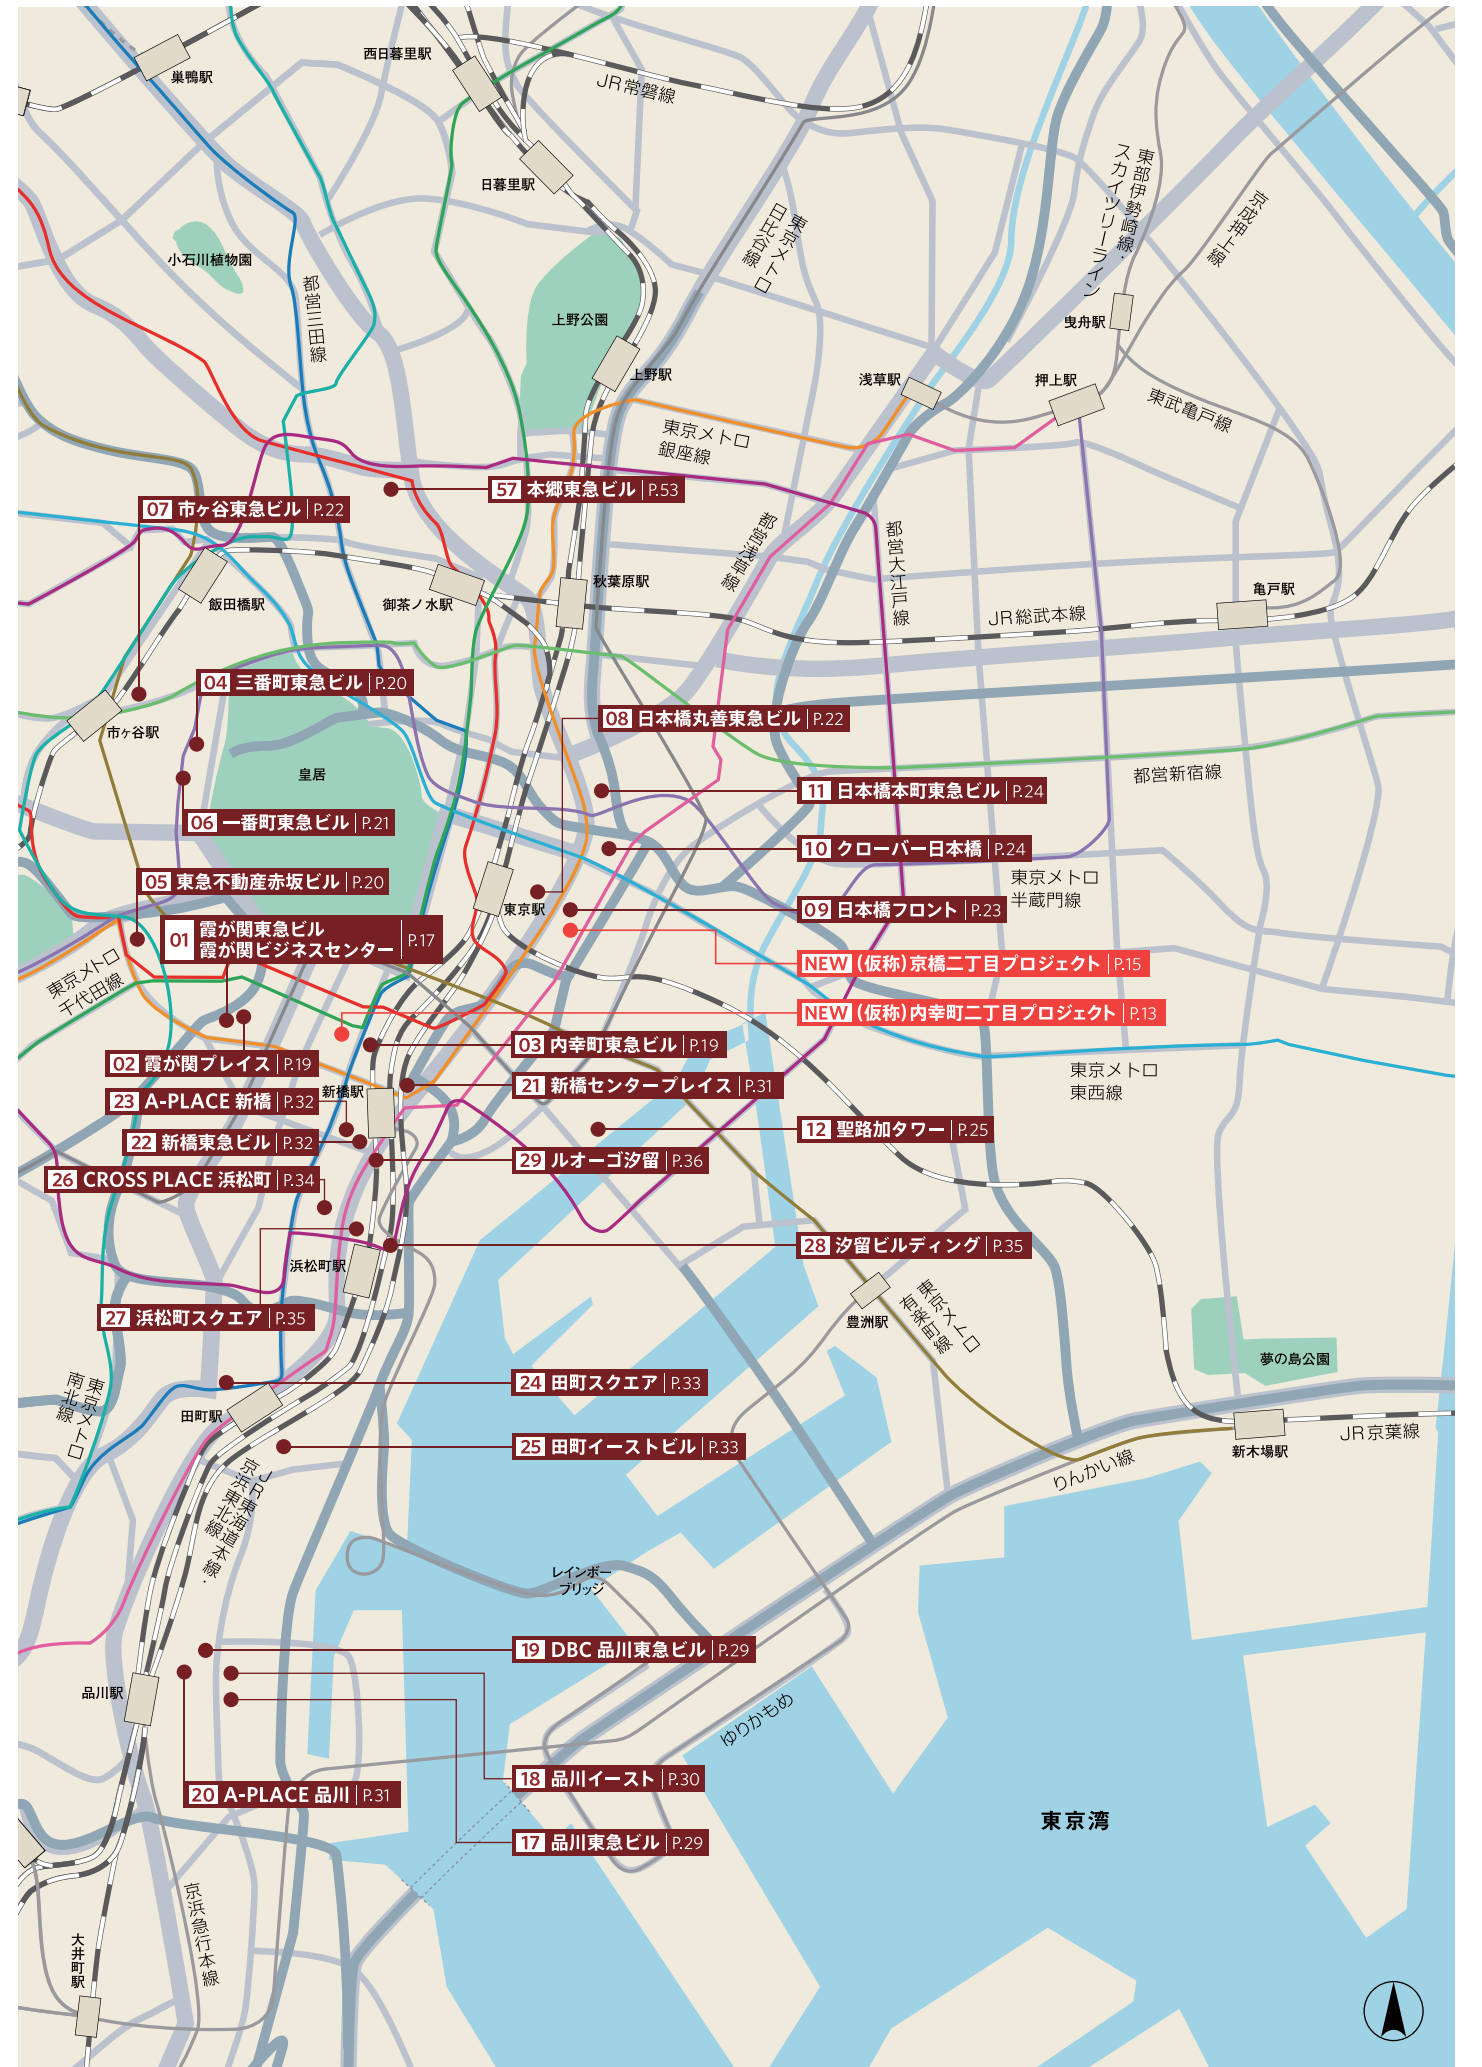 巣鴨駅
西日暮里駅
JR常磐線
日暮里駅
小石川植物園
都営三田線
上野公園
上野駅
東京メトロ
日比谷線
東部伊勢崎線・
スカイツリーライン
京成押上線
曳舟駅
浅草駅
押上駅
東武亀戸線
東京メトロ
銀座線
57 本郷東急ビル P.53
07 市ヶ谷東急ビル P.22
都営浅草線
都営大江戸線
飯田橋駅
御茶ノ水駅
秋葉原駅
亀戸駅
JR総武本線
04 三番町東急ビル P.20
市ヶ谷駅
08 日本橋丸善東急ビル P.22
皇居
都営新宿線
11 日本橋本町東急ビル P.24
06 一番町東急ビル P.21
10 クローバー日本橋 P.24
05 東急不動産赤坂ビル P.20
東京メトロ
半蔵門線
東京駅
09 日本橋フロント P.23
01 霞が関東急ビル
霞が関ビジネスセンター P.17
東京メトロ
千代田線
NEW (仮称)京橋二丁目プロジェクト P.15
NEW (仮称)内幸町二丁目プロジェクト P.13
03 内幸町東急ビル P.19
02 霞が関プレイス P.19
東京メトロ
東西線
21 新橋センタープレイス P.31
新橋駅
23 A-PLACE 新橋 P.32
12 聖路加タワー P.25
22 新橋東急ビル P.32
29 ルオーゴ汐留 P.36
26 CROSS PLACE 浜松町 P.34
28 汐留ビルディング P.35
浜松町駅
27 浜松町スクエア P.35
豊洲駅
東京メトロ
有楽町線
夢の島公園
24 田町スクエア P.33
東京メトロ
南北線
田町駅
25 田町イーストビル P.33
新木場駅
JR京葉線
りんかい線
JR東海道本線・
京浜東北線
レインボー
ブリッジ
19 DBC 品川東急ビル P.29
品川駅
ゆりかもめ
18 品川イースト P.30
20 A-PLACE 品川 P.31
17 品川東急ビル P.29
東京湾
京浜急行本線
大井町駅